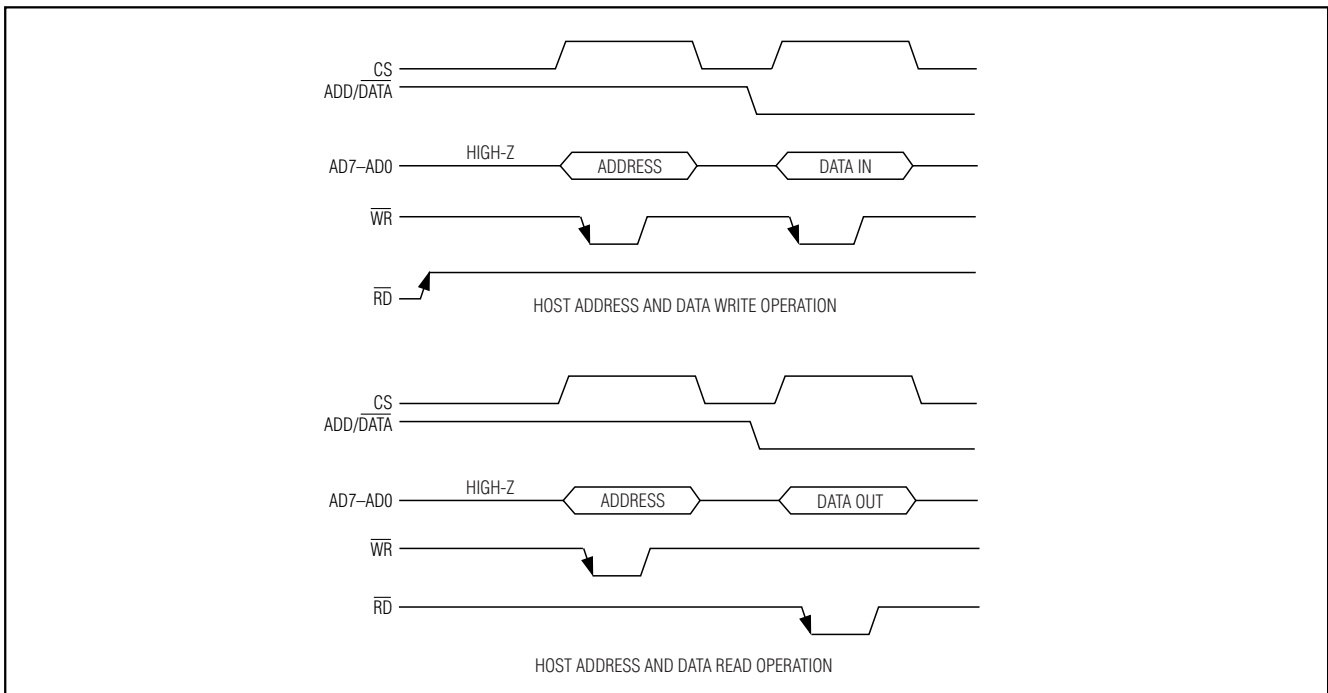 CS
ADD/DATA
AD7–AD0 HIGH-Z ADDRESS DATA IN
WR
RD
HOST ADDRESS AND DATA WRITE OPERATION
CS
ADD/DATA
AD7–AD0 HIGH-Z ADDRESS DATA OUT
WR
RD
HOST ADDRESS AND DATA READ OPERATION